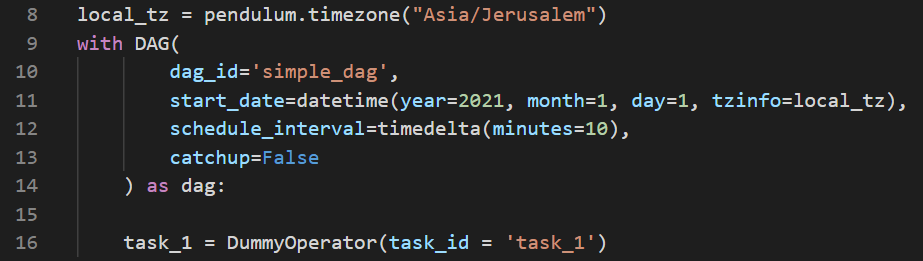 8 local_tz = pendulum.timezone("Asia/Jerusalem")
9 with DAG(
10 dag_id='simple_dag',
11 start_date=datetime(year=2021, month=1, day=1, tzinfo=local_tz),
12 schedule_interval=timedelta(minutes=10),
13 catchup=False
14 ) as dag:
15
16 task_1 = DummyOperator(task_id = 'task_1')